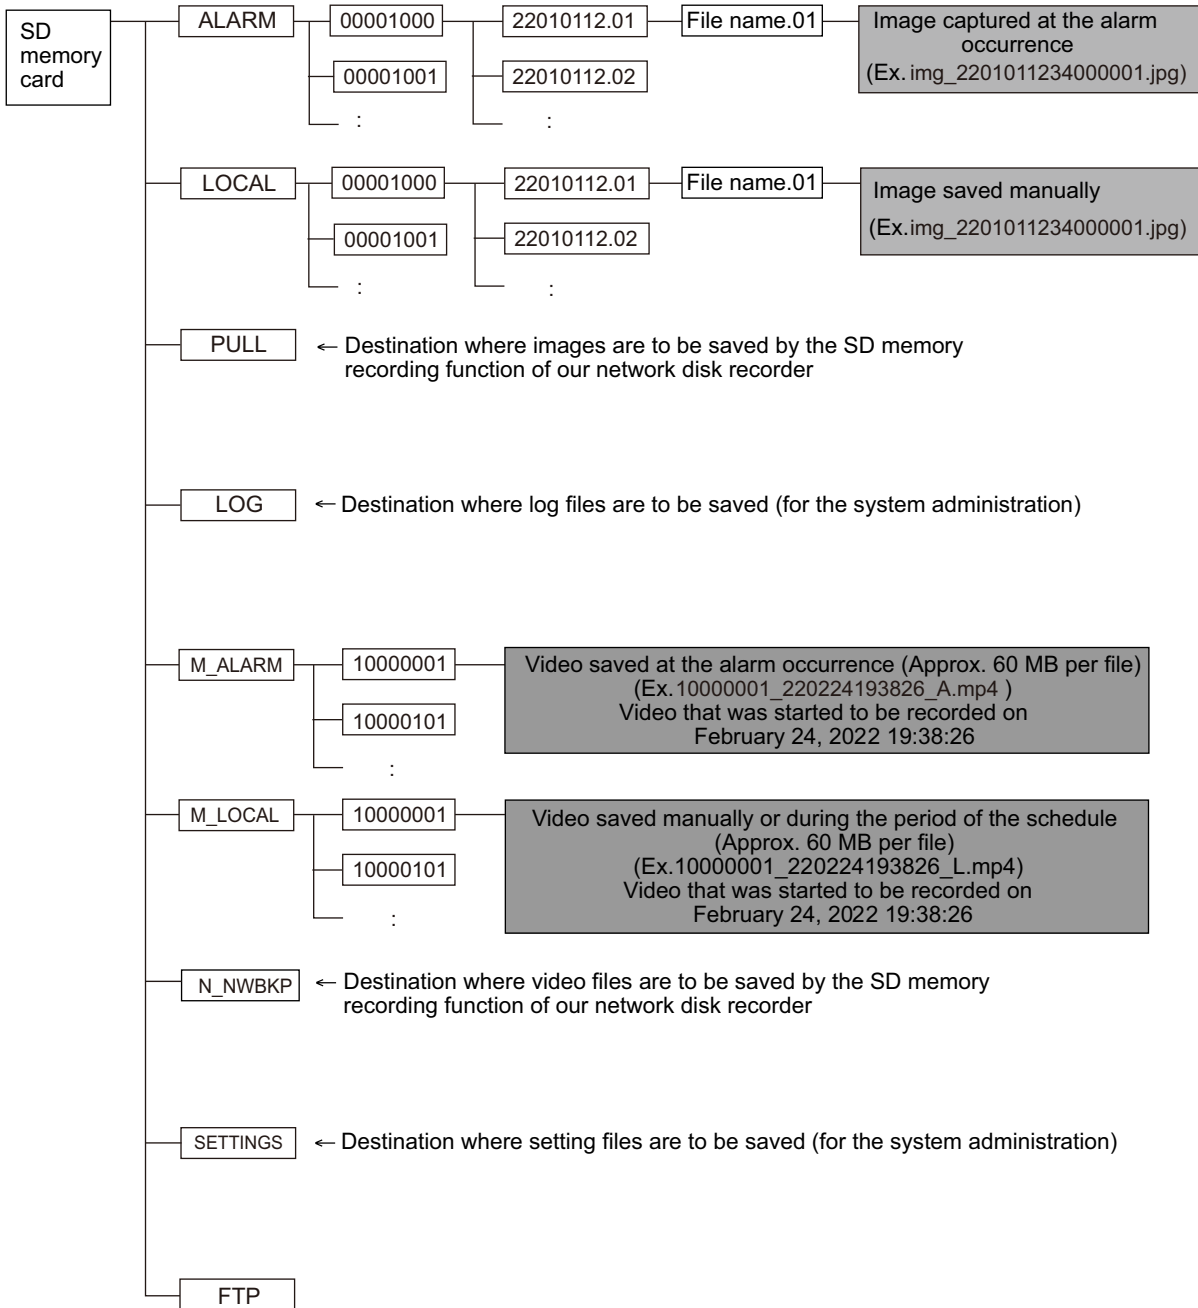 SD
memory
card
ALARM
00001000
22010112.01
File name.01
Image captured at the alarm
occurrence
(Ex.img_2201011234000001.jpg)
00001001
22010112.02
:
:
LOCAL
00001000
22010112.01
File name.01
Image saved manually
(Ex.img_2201011234000001.jpg)
00001001
22010112.02
:
:
PULL
← Destination where images are to be saved by the SD memory
recording function of our network disk recorder
LOG
← Destination where log files are to be saved (for the system administration)
M_ALARM
10000001
Video saved at the alarm occurrence (Approx. 60 MB per file)
(Ex.10000001_220224193826_A.mp4 )
Video that was started to be recorded on
February 24, 2022 19:38:26
10000101
:
M_LOCAL
10000001
Video saved manually or during the period of the schedule
(Approx. 60 MB per file)
(Ex.10000001_220224193826_L.mp4)
Video that was started to be recorded on
February 24, 2022 19:38:26
10000101
:
N_NWBKP
← Destination where video files are to be saved by the SD memory
recording function of our network disk recorder
SETTINGS
← Destination where setting files are to be saved (for the system administration)
FTP